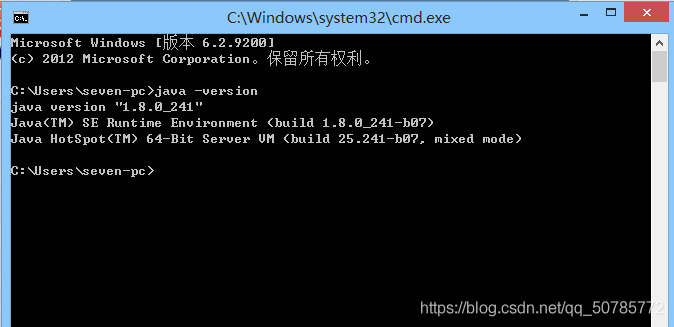 C:\Windows\system32\cmd.exe
Microsoft Windows [版本 6.2.9200]
(c) 2012 Microsoft Corporation。保留所有权利。
C:\Users\seven-pc>java -version
java version "1.8.0_241"
Java(TM) SE Runtime Environment (build 1.8.0_241-b07)
Java HotSpot(TM) 64-Bit Server VM (build 25.241-b07, mixed mode)
C:\Users\seven-pc>
https://blog.csdn.net/qq_50785772